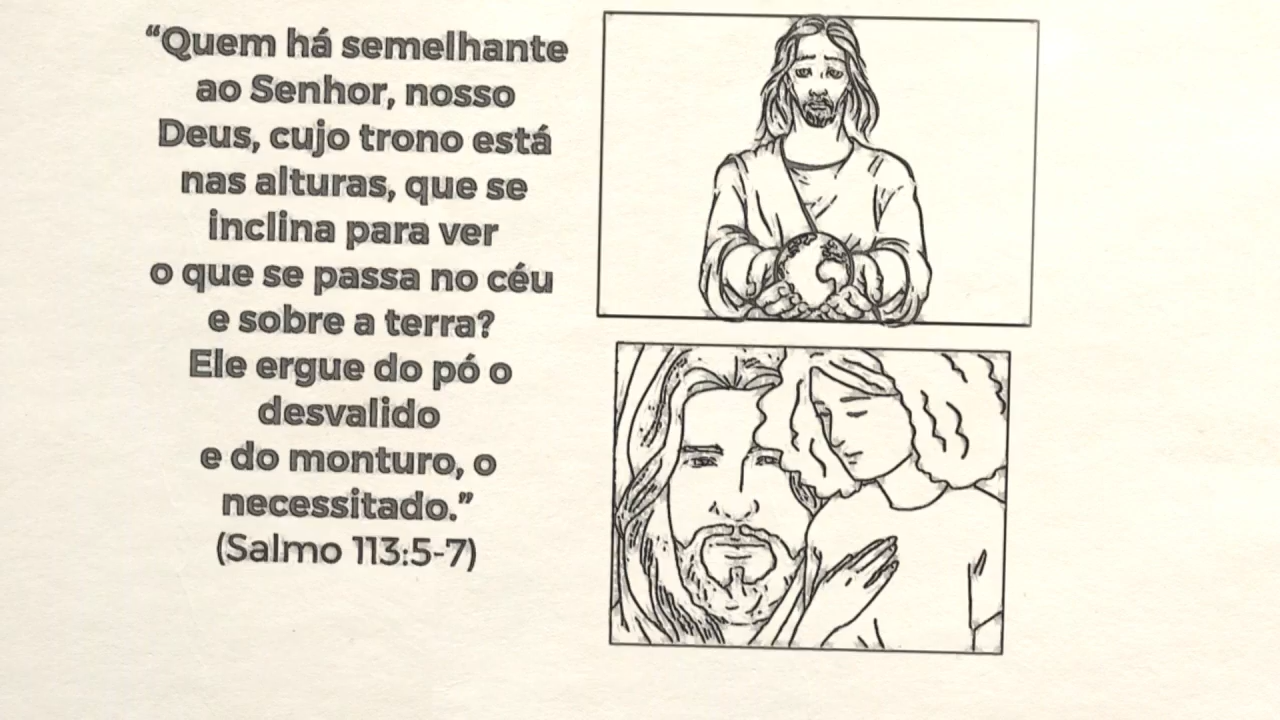 “Quem há semelhante
ao Senhor, nosso
Deus, cujo trono está
nas alturas, que se
inclina para ver
o que se passa no céu
e sobre a terra?
Ele ergue do pó o
desvalido
e do monturo, o
necessitado.”
(Salmo 113:5-7)